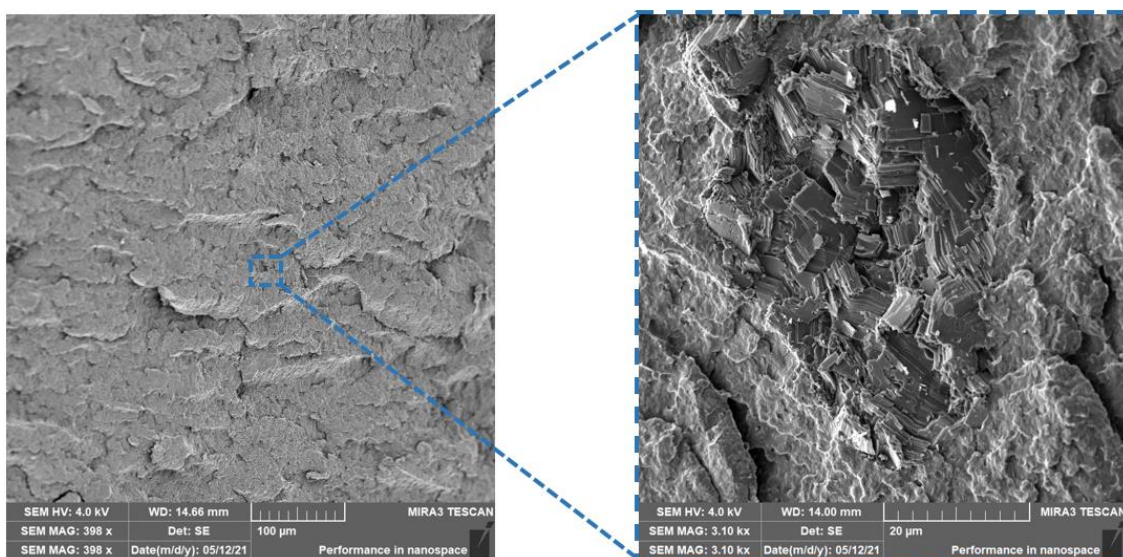 SEM HV: 4.0 kV WD: 14.66 mm MIRA3 TESCAN
SEM MAG: 398 x Det: SE 100 µm
SEM MAG: 398 x Date(m/d/y): 05/12/21 Performance in nanospace
SEM HV: 4.0 kV WD: 14.00 mm MIRA3 TESCAN
SEM MAG: 3.10 kx Det: SE 20 µm
SEM MAG: 3.10 kx Date(m/d/y): 05/12/21 Performance in nanospace